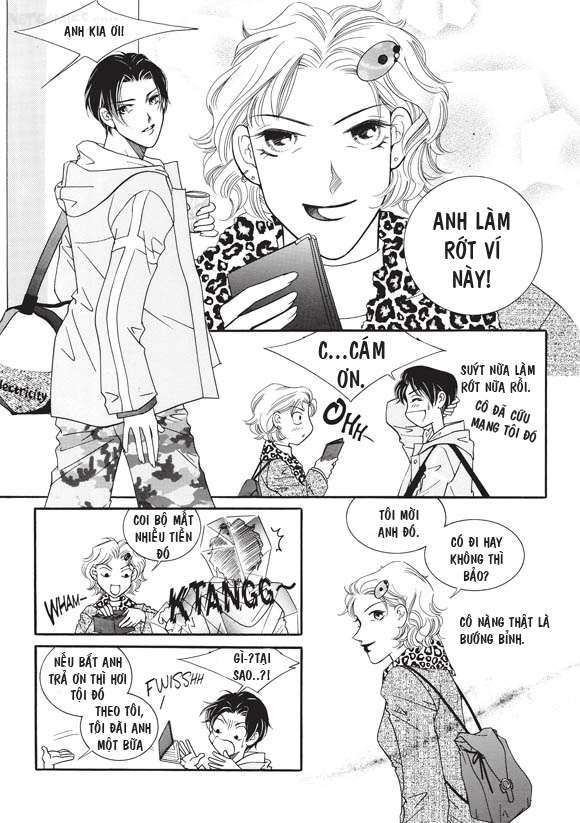 ANH KIA ƠI!
ANH LÀM
RỚT VÍ
NÀY!
lectricity
C...CÁM
ƠN.
SUÝT NỮA LÀM
RỚT NỮA RỒI.
CÔ ĐÃ CỨU
MẠNG TÔI ĐÓ
OHH~
COI BỘ MẤT
NHIỀU TIỀN
ĐÓ
WHAM~
KTANGG~
TÔI MỜI
ANH ĐÓ.
CÓ ĐI HAY
KHÔNG THÌ
BẢO?
CÔ NÀNG THẬT LÀ
BƯỚNG BỈNH.
NẾU BẮT ANH
TRẢ ƠN THÌ HƠI
TỘI ĐÓ
THEO TÔI,
TÔI ĐÃI ANH
MỘT BỮA
FWISSHH
GÌ-?TẠI
SAO..?!